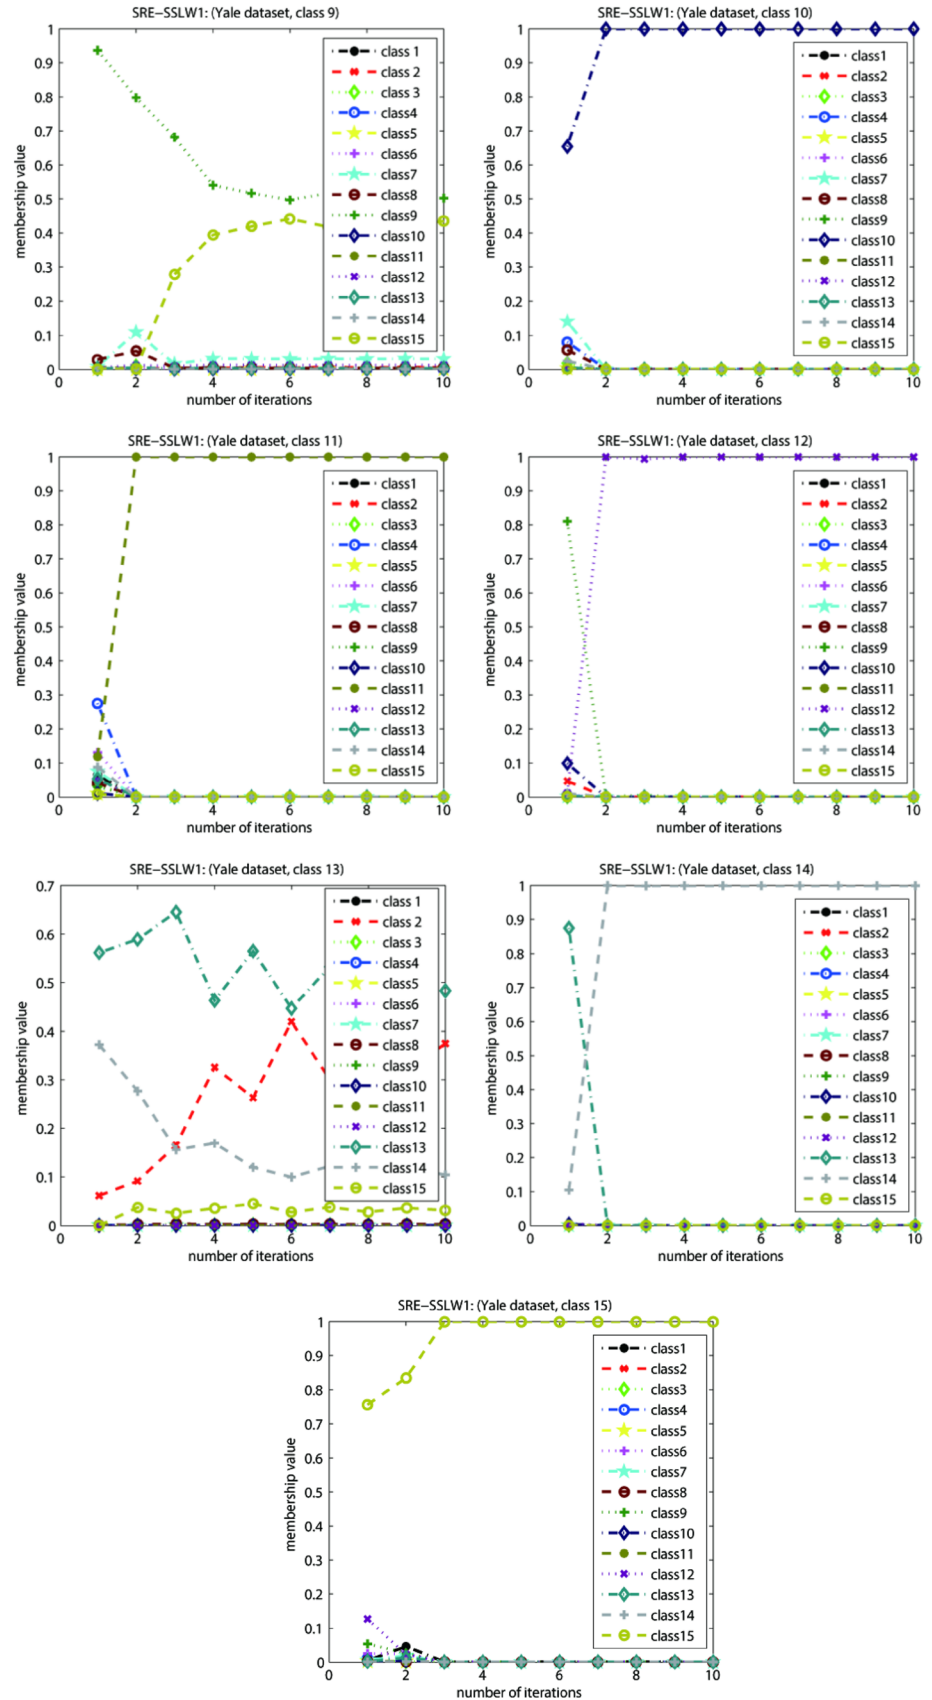 SRE−SSLW1: (Yale dataset, class 9)
1
0.9
0.8
0.7
0.6
0.5
0.4
0.3
0.2
0.1
0
membership value
0 2 4 6 8 10
number of iterations
class 1
class 2
class 3
class4
class5
class6
class7
class8
class9
class10
class11
class12
class13
class14
class15
SRE−SSLW1: (Yale dataset, class 10)
1
0.9
0.8
0.7
0.6
0.5
0.4
0.3
0.2
0.1
0
membership value
0 2 4 6 8 10
number of iterations
class1
class2
class3
class4
class5
class6
class7
class8
class9
class10
class11
class12
class13
class14
class15
SRE−SSLW1: (Yale dataset, class 11)
1
0.9
0.8
0.7
0.6
0.5
0.4
0.3
0.2
0.1
0
membership value
0 2 4 6 8 10
number of iterations
class1
class2
class3
class4
class5
class6
class7
class8
class9
class10
class11
class12
class13
class14
class15
SRE−SSLW1: (Yale dataset, class 12)
1
0.9
0.8
0.7
0.6
0.5
0.4
0.3
0.2
0.1
0
membership value
0 2 4 6 8 10
number of iterations
class1
class2
class3
class4
class5
class6
class7
class8
class9
class10
class11
class12
class13
class14
class15
SRE−SSLW1: (Yale dataset, class 13)
0.7
0.6
0.5
0.4
0.3
0.2
0.1
0
membership value
0 2 4 6 8 10
number of iterations
class 1
class 2
class 3
class4
class5
class6
class7
class8
class9
class10
class11
class12
class13
class14
class15
SRE−SSLW1: (Yale dataset, class 14)
1
0.9
0.8
0.7
0.6
0.5
0.4
0.3
0.2
0.1
0
membership value
0 2 4 6 8 10
number of iterations
class1
class2
class3
class4
class5
class6
class7
class8
class9
class10
class11
class12
class13
class14
class15
SRE−SSLW1: (Yale dataset, class 15)
1
0.9
0.8
0.7
0.6
0.5
0.4
0.3
0.2
0.1
0
membership value
0 2 4 6 8 10
number of iterations
class1
class2
class3
class4
class5
class6
class7
class8
class9
class10
class11
class12
class13
class14
class15